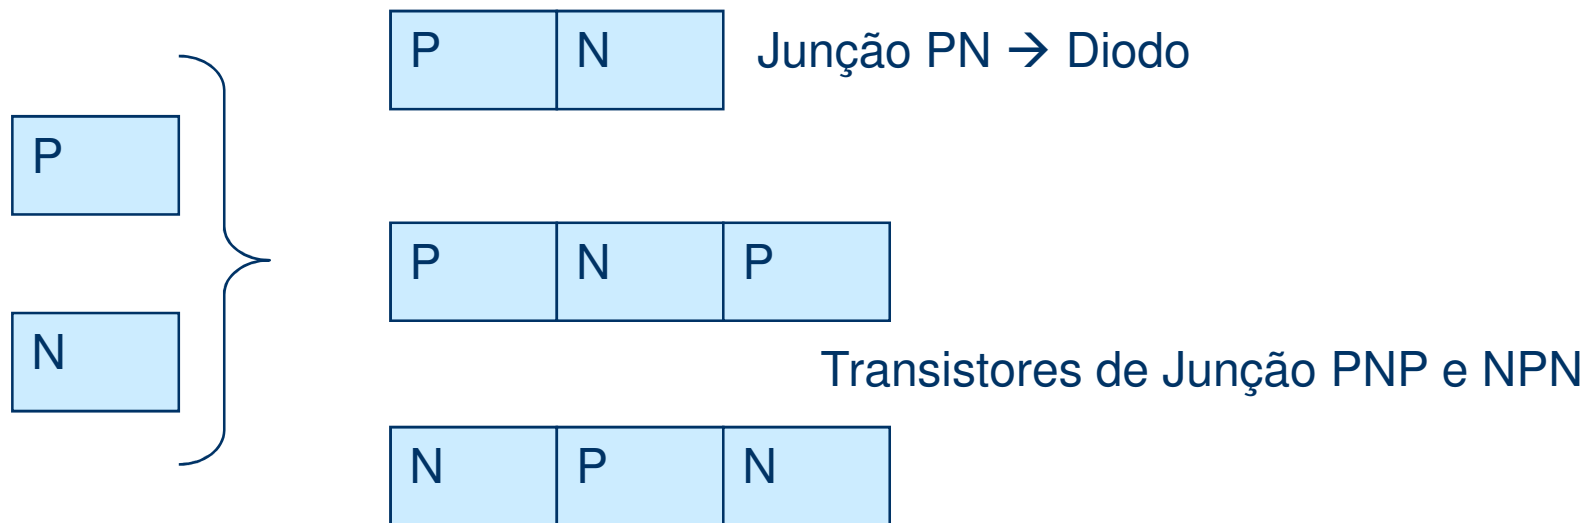 P N Junção PN → Diodo
P
P N P
N
Transistores de Junção PNP e NPN
N P N